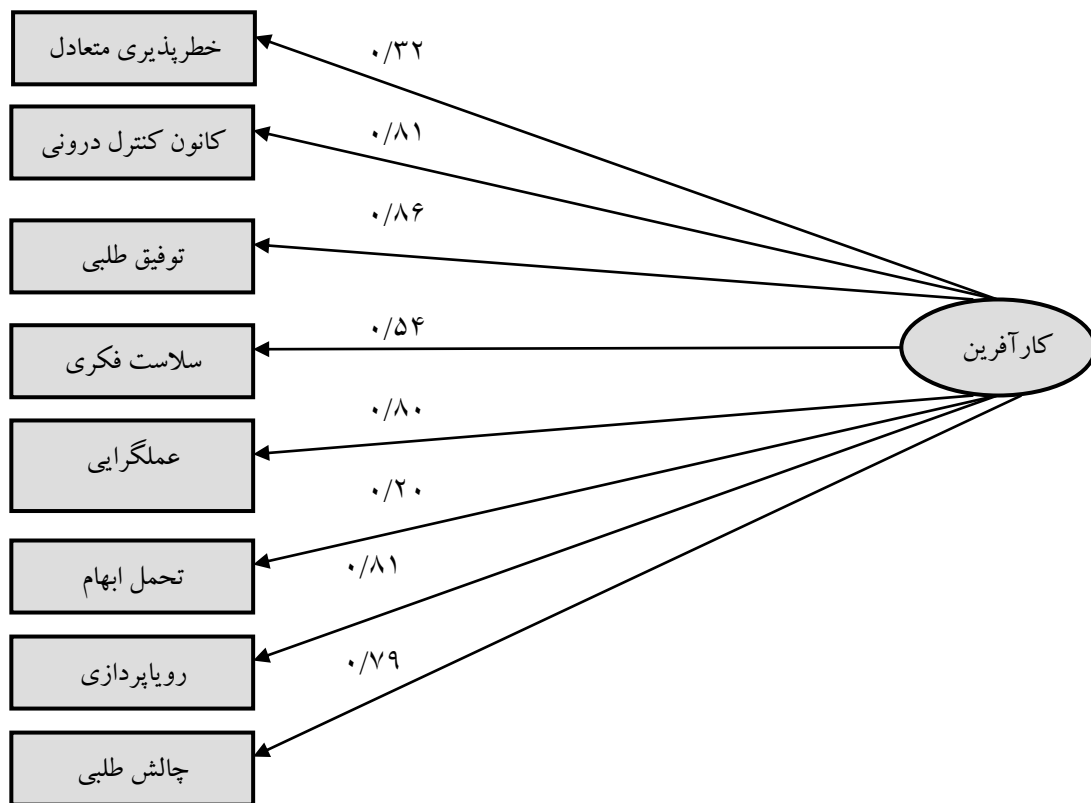 خطرپذیری متعادل
۰/۳۲
کانون کنترل درونی
۰/۸۱
توفیق طلبی
۰/۸۶
سلاست فکری
۰/۵۴
کارآفرین
عملگرایی
۰/۸۰
تحمل ابهام
۰/۲۰
رویاپردازی
۰/۸۱
چالش طلبی
۰/۷۹